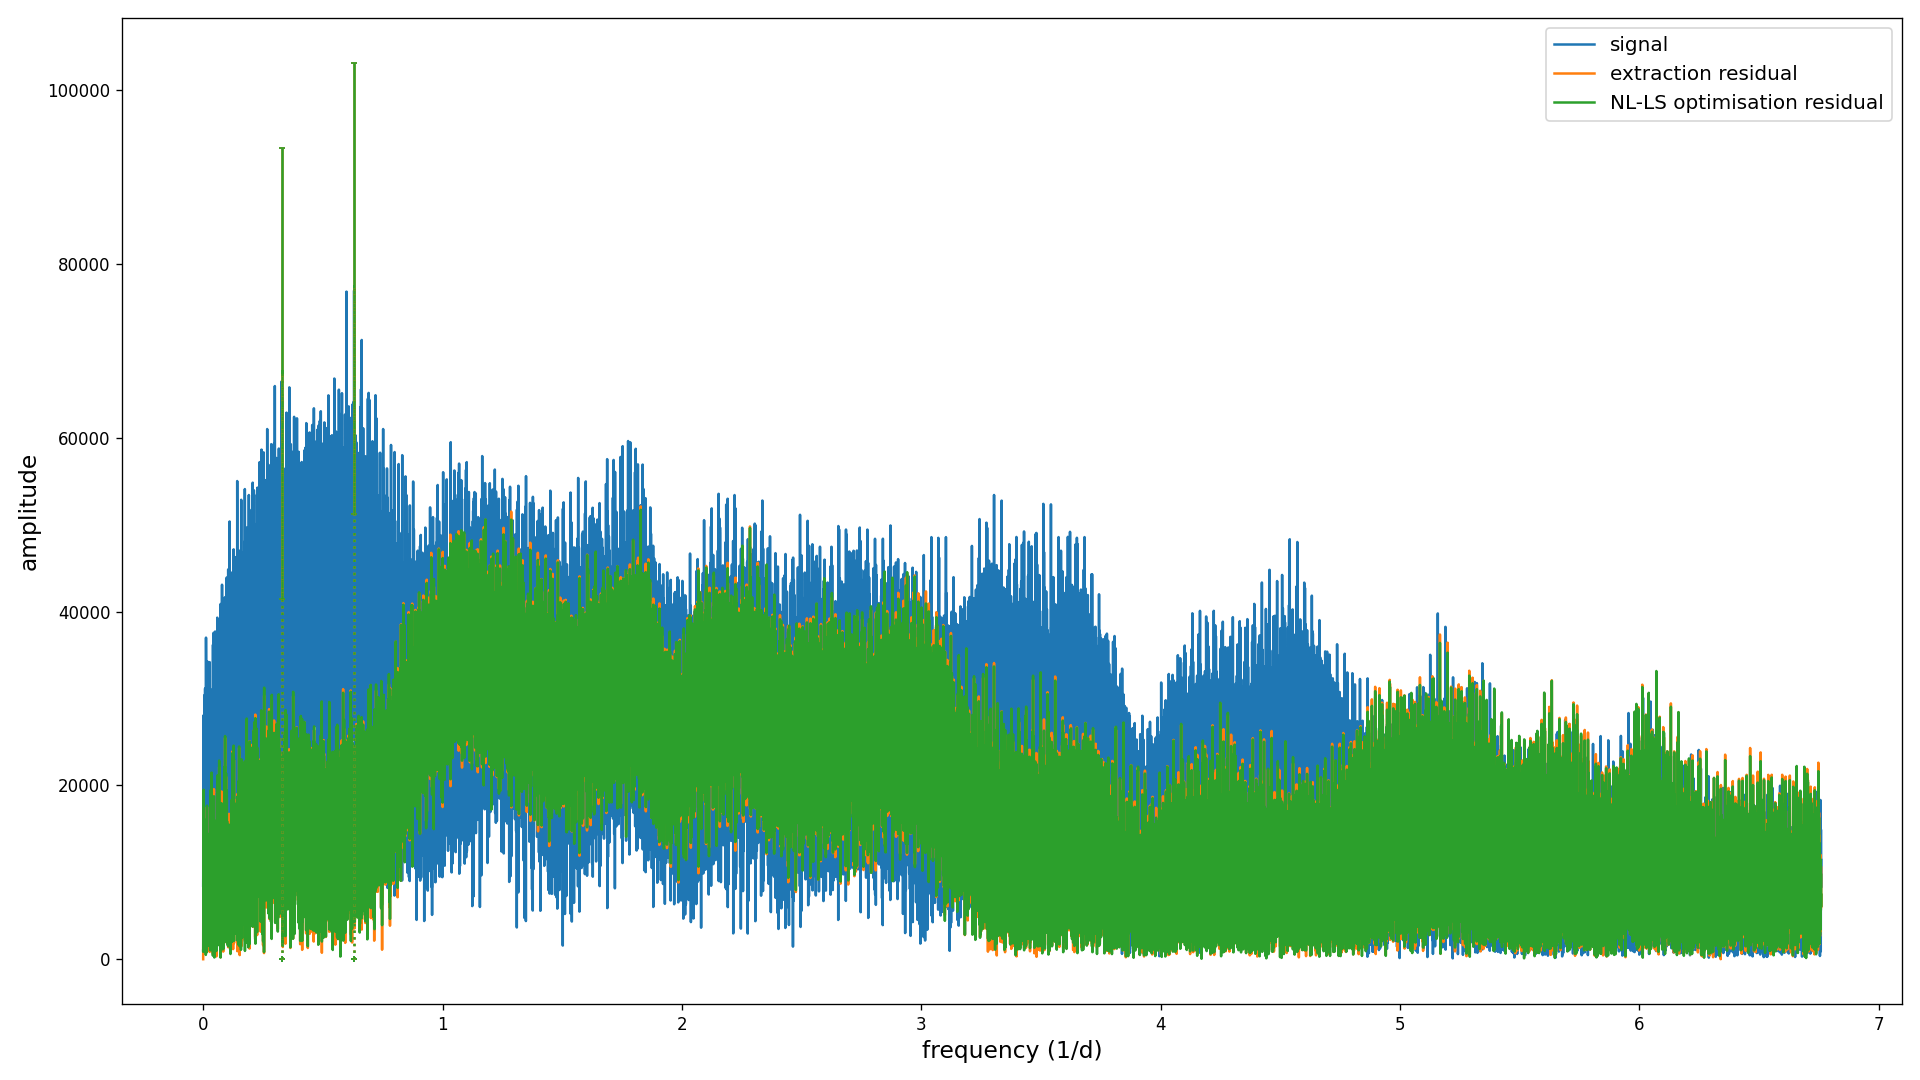 signal
extraction residual
NL-LS optimisation residual
100000
80000
60000
40000
20000
0
amplitude
0 1 2 3 4 5 6 7
frequency (1/d)